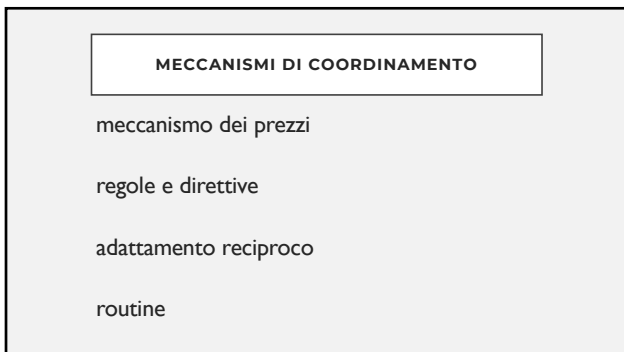 MECCANISMI DI COORDINAMENTO
meccanismo dei prezzi
regole e direttive
adattamento reciproco
routine